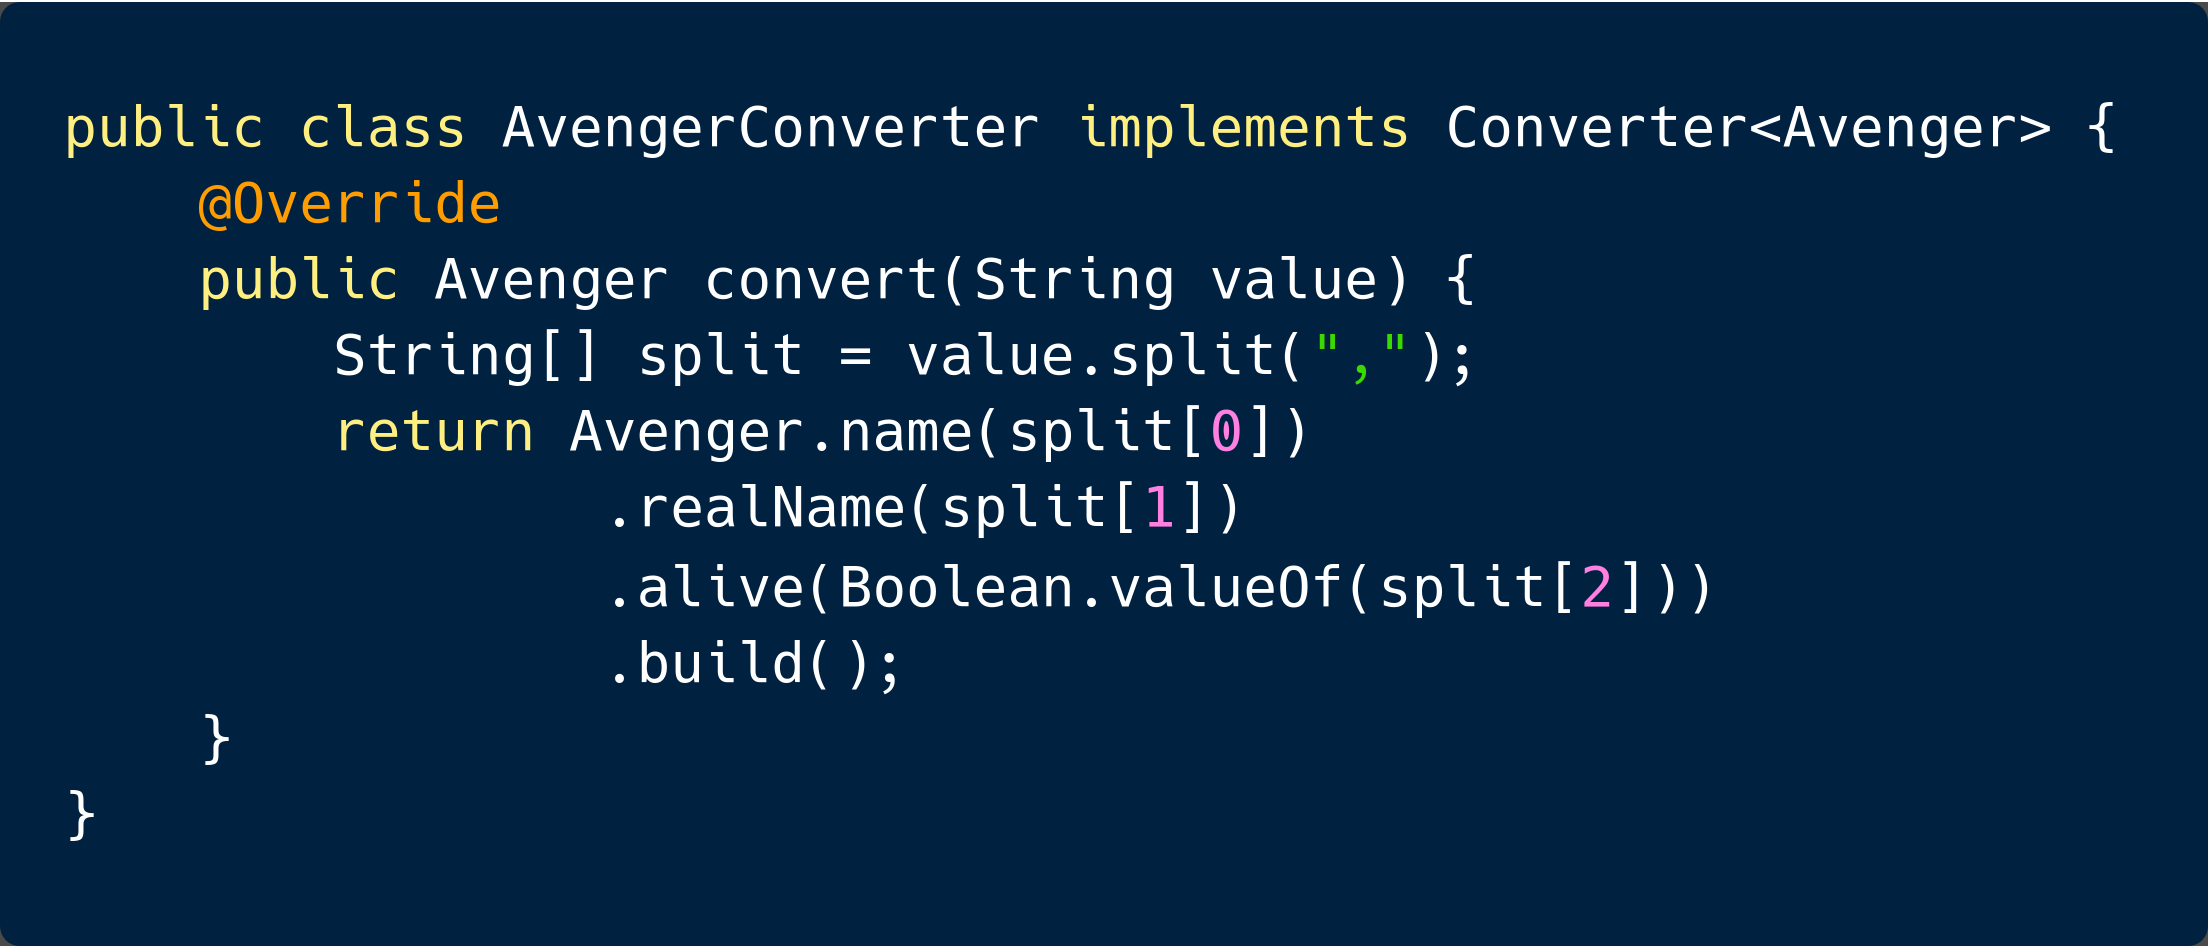 public class AvengerConverter implements Converter<Avenger> {
    @Override
    public Avenger convert(String value) {
        String[] split = value.split(",");
        return Avenger.name(split[0])
                .realName(split[1])
                .alive(Boolean.valueOf(split[2]))
                .build();
    }
}